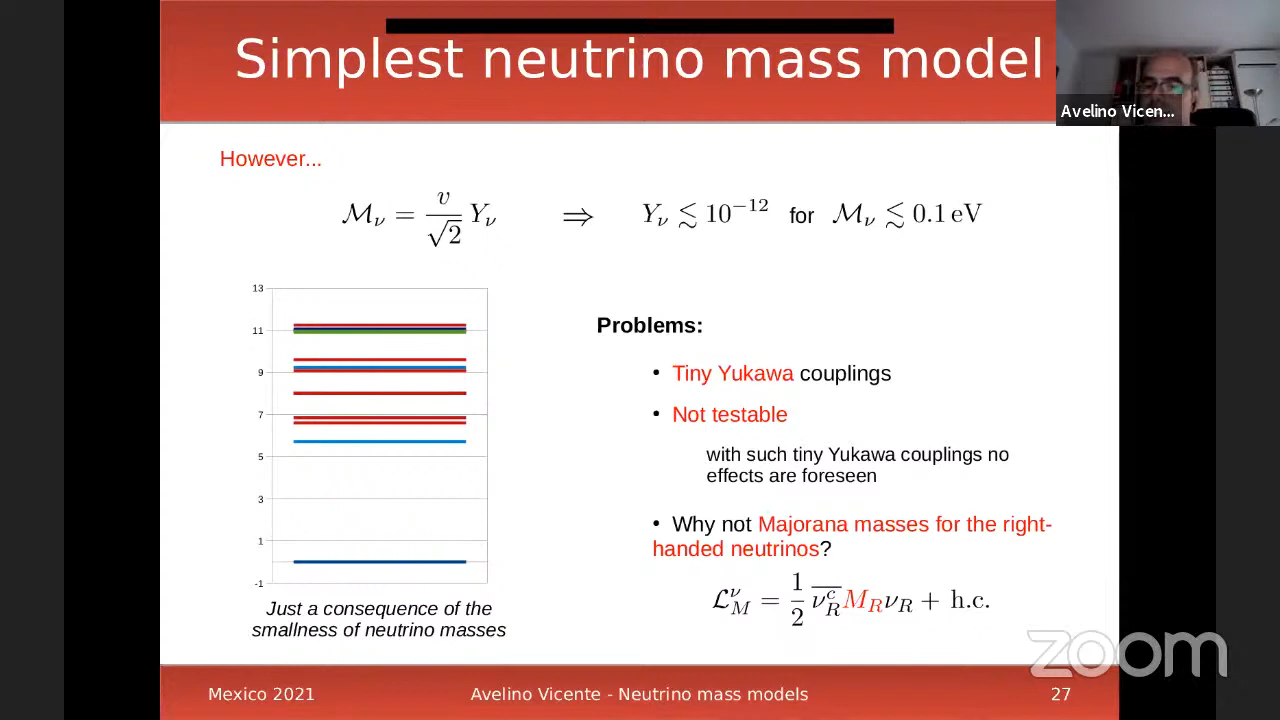 Simplest neutrino mass model
Avelino Vicen...
However...
ℳ_ν = v/√2 Y_ν ⇒ Y_ν ≲ 10⁻¹² for ℳ_ν ≲ 0.1 eV
13
11
9
7
5
3
1
-1
Just a consequence of the
smallness of neutrino masses
Problems:
• Tiny Yukawa couplings
• Not testable
with such tiny Yukawa couplings no
effects are foreseen
• Why not Majorana masses for the right-
handed neutrinos?
ℒ_M^ν = 1/2 \overline{ν_R^c} M_R ν_R + h.c.
zoom
Mexico 2021
Avelino Vicente - Neutrino mass models
27